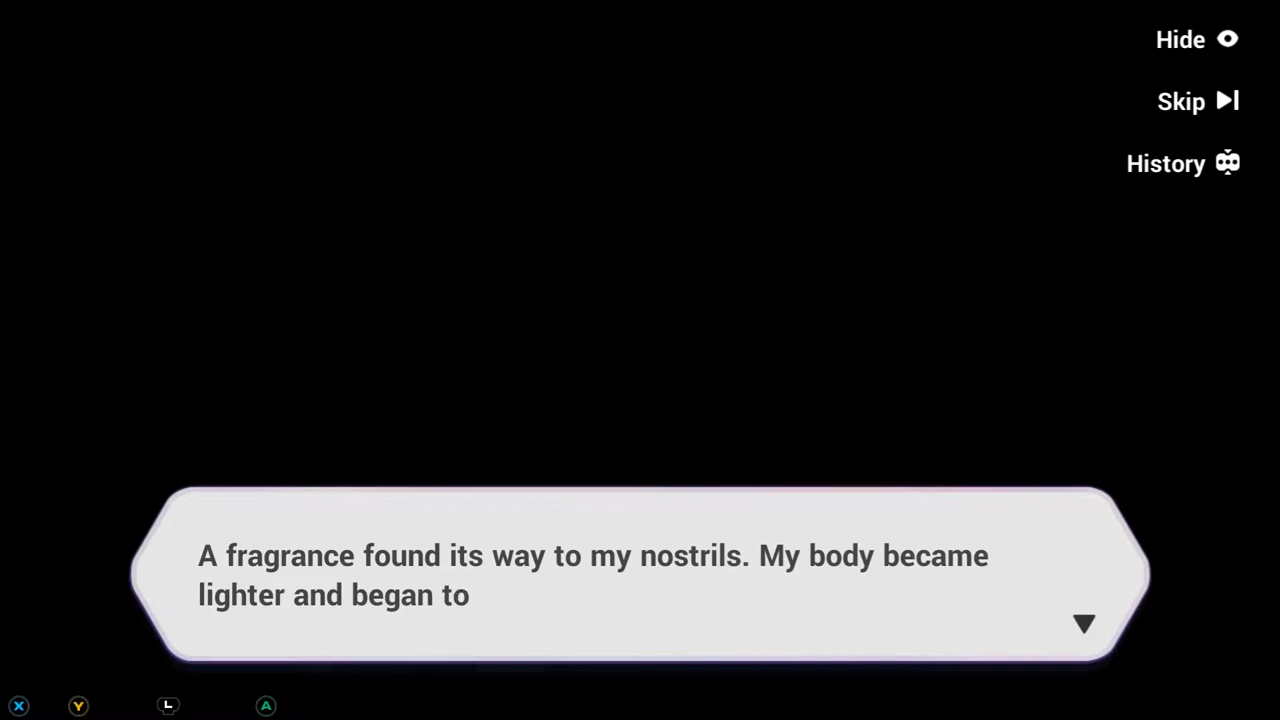 Hide
Skip
History
A fragrance found its way to my nostrils. My body became
lighter and began to
X Y L A